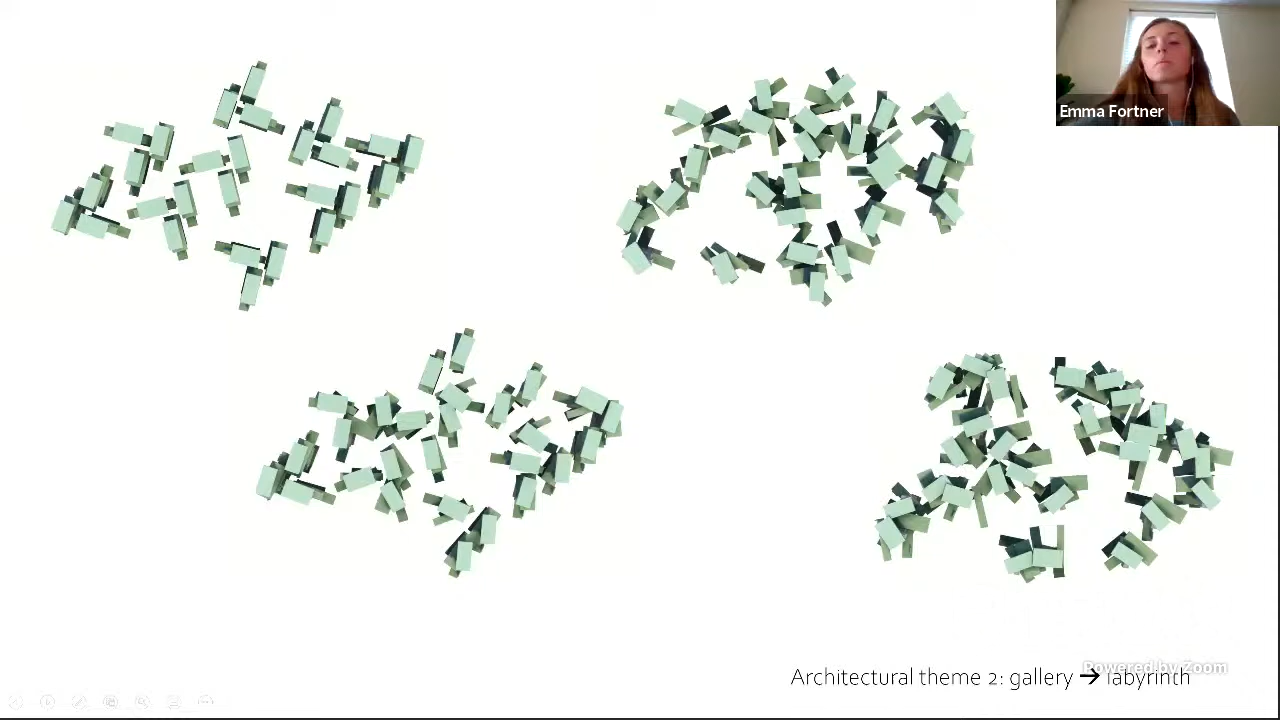 Emma Fortner
Architectural theme 2: gallery → labyrinth
Powered by Zoom